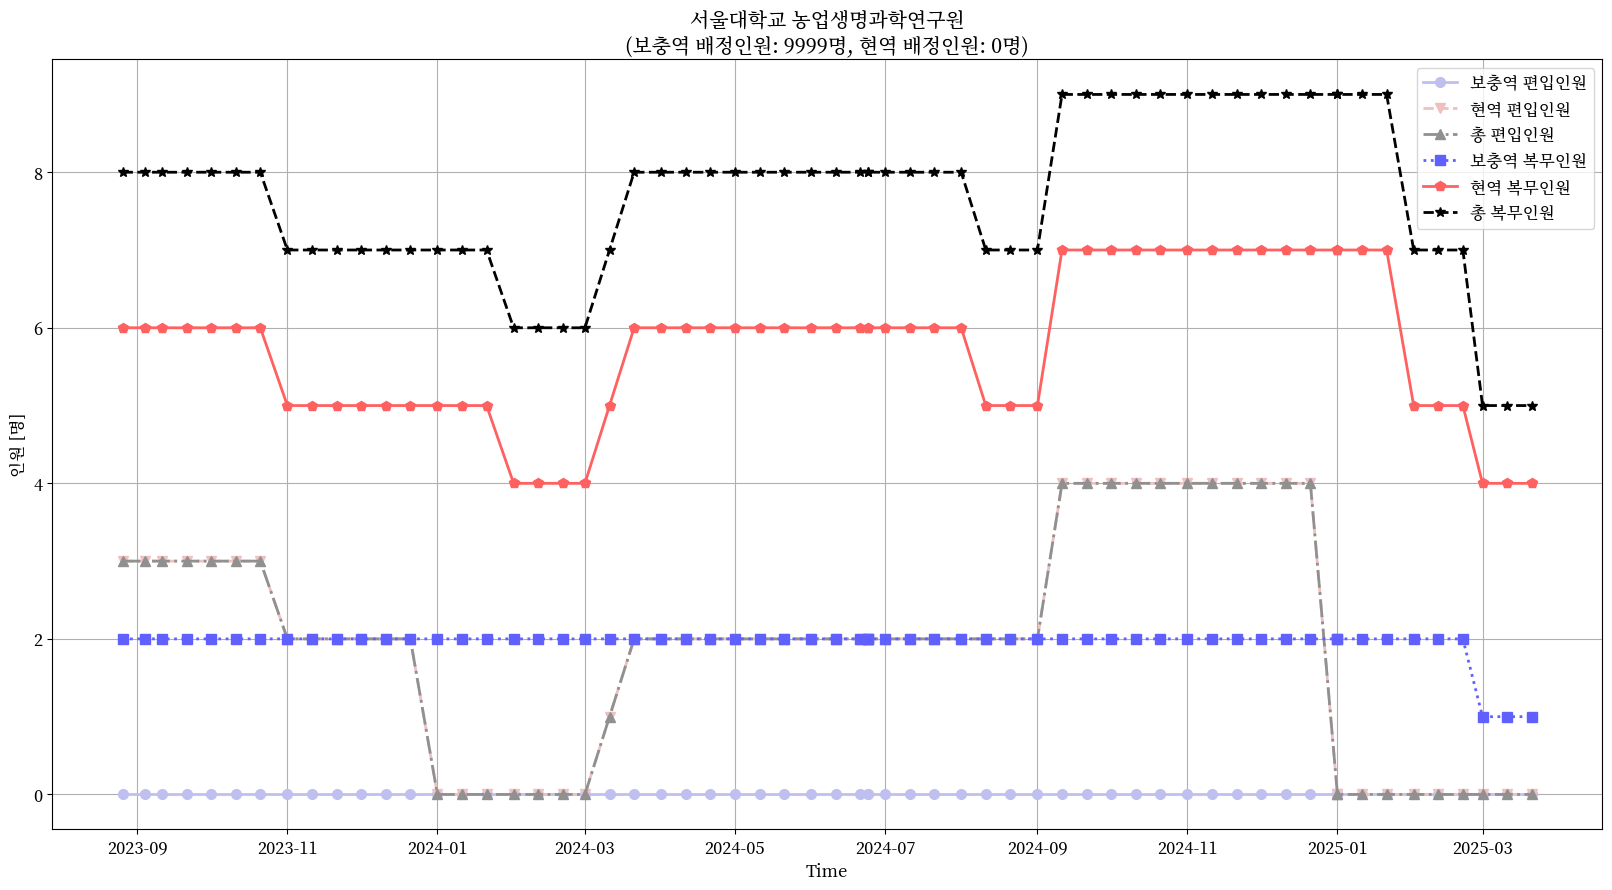 서울대학교 농업생명과학연구원
(보충역 배정인원: 9999명, 현역 배정인원: 0명)
보충역 편입인원
현역 편입인원
총 편입인원
보충역 복무인원
현역 복무인원
총 복무인원
인원 [명]
8
6
4
2
0
2023-09
2023-11
2024-01
2024-03
2024-05
2024-07
2024-09
2024-11
2025-01
2025-03
Time